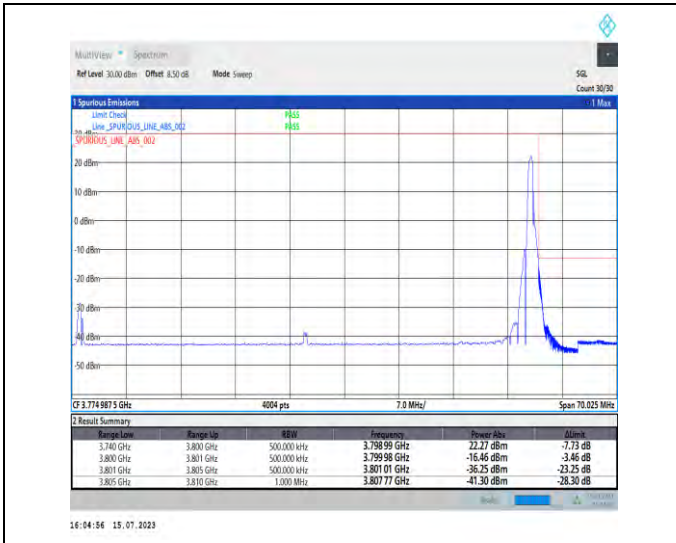 MultiView Spectrum
Ref Level 30.00 dBm Offset 8.50 dB Mode Sweep SGL
Count 30/30
1 Spurious Emissions 1 Max
Limit Check PASS
Line _SPURIOUS_LINE_ABS_002 PASS
_SPURIOUS_LINE_ABS_002
20 dBm
10 dBm
0 dBm
-10 dBm
-20 dBm
-30 dBm
-40 dBm
-50 dBm
CF 3.774 987 5 GHz 4004 pts 7.0 MHz/ Span 70.025 MHz
2 Result Summary
Range Low Range Up RBW Frequency Power Abs ΔLimit
3.740 GHz 3.800 GHz 500.000 kHz 3.798 99 GHz 22.27 dBm -7.73 dB
3.800 GHz 3.801 GHz 500.000 kHz 3.799 98 GHz -16.46 dBm -3.46 dB
3.801 GHz 3.805 GHz 500.000 kHz 3.801 01 GHz -36.25 dBm -23.25 dB
3.805 GHz 3.810 GHz 1.000 MHz 3.807 77 GHz -41.30 dBm -28.30 dB
16:04:56 15.07.2023